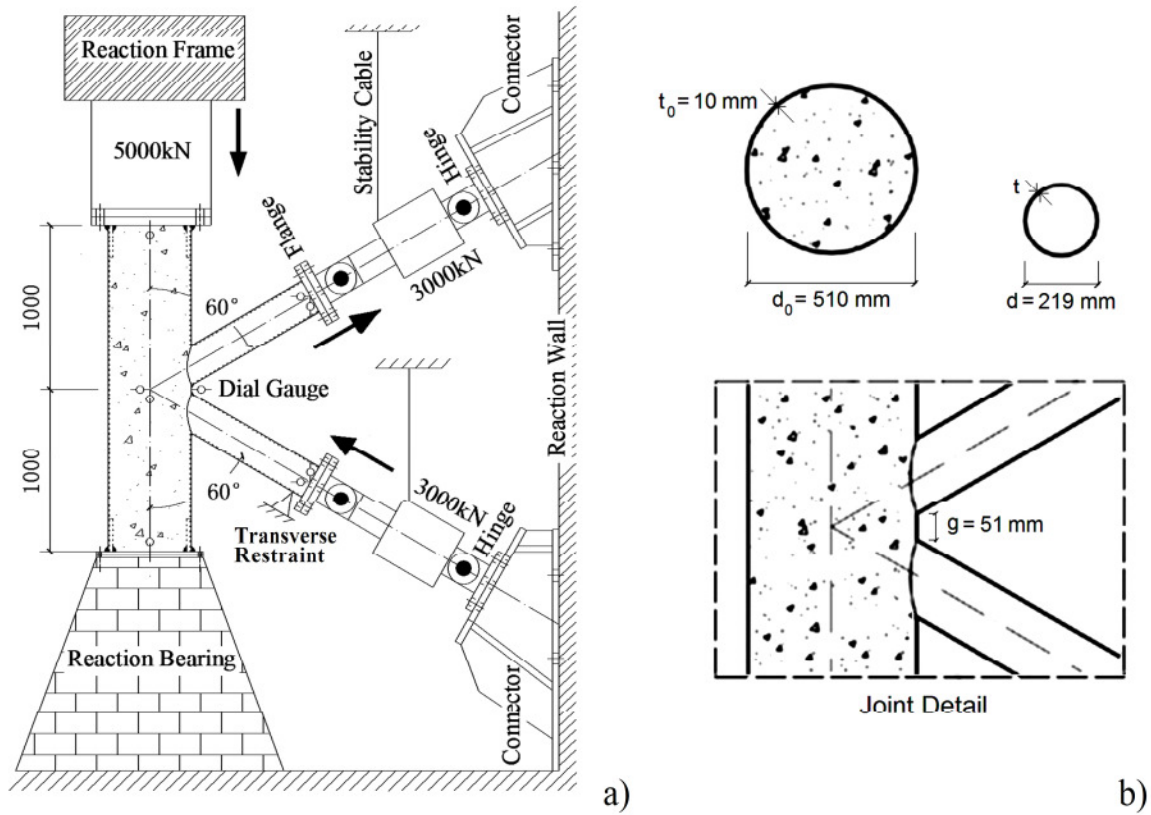 Reaction Frame
5000kN
Stability Cable
Connector
Hinge
Flange
3000kN
60°
1000
Dial Gauge
Reaction Wall
1000
60°
3000kN
Hinge
Transverse
Restraint
Reaction Bearing
Connector
a)
t₀ = 10 mm
t
d₀ = 510 mm
d = 219 mm
g = 51 mm
Joint Detail
b)